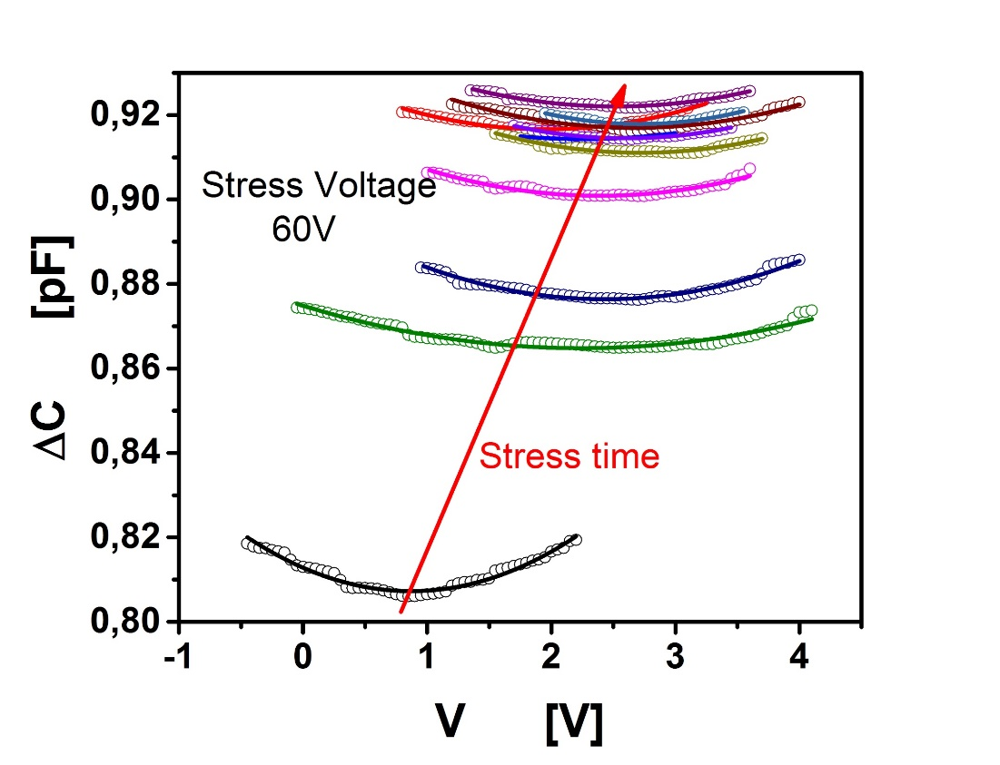 0,92
0,90
0,88
0,86
0,84
0,82
0,80
ΔC [pF]
Stress Voltage
60V
Stress time
-1 0 1 2 3 4
V [V]